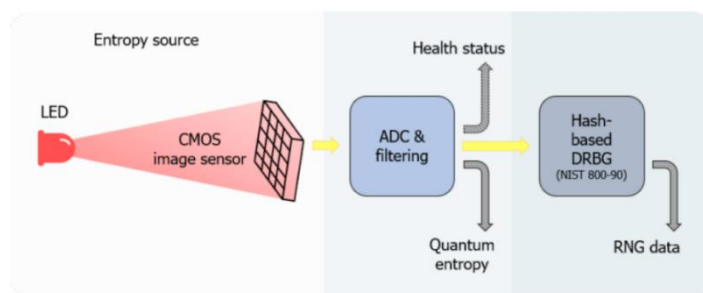 Entropy source
LED
CMOS
image sensor
ADC &
filtering
Health status
Quantum
entropy
Hash-
based
DRBG
(NIST 800-90)
RNG data